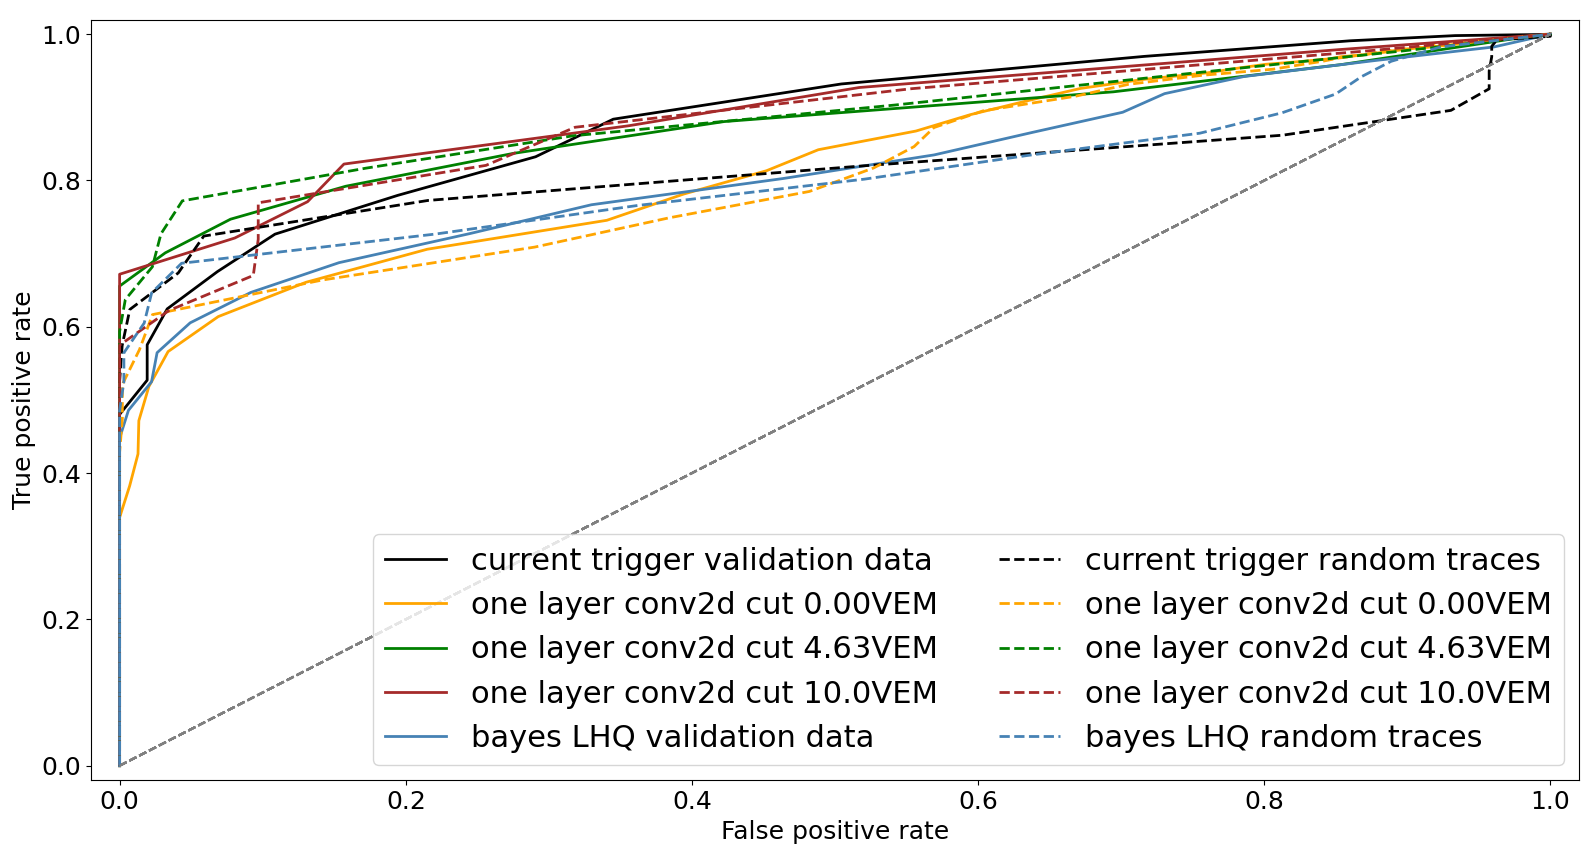 1.0
0.8
0.6
0.4
0.2
0.0
True positive rate
current trigger validation data
one layer conv2d cut 0.00VEM
one layer conv2d cut 4.63VEM
one layer conv2d cut 10.0VEM
bayes LHQ validation data
current trigger random traces
one layer conv2d cut 0.00VEM
one layer conv2d cut 4.63VEM
one layer conv2d cut 10.0VEM
bayes LHQ random traces
0.0 0.2 0.4 0.6 0.8 1.0
False positive rate